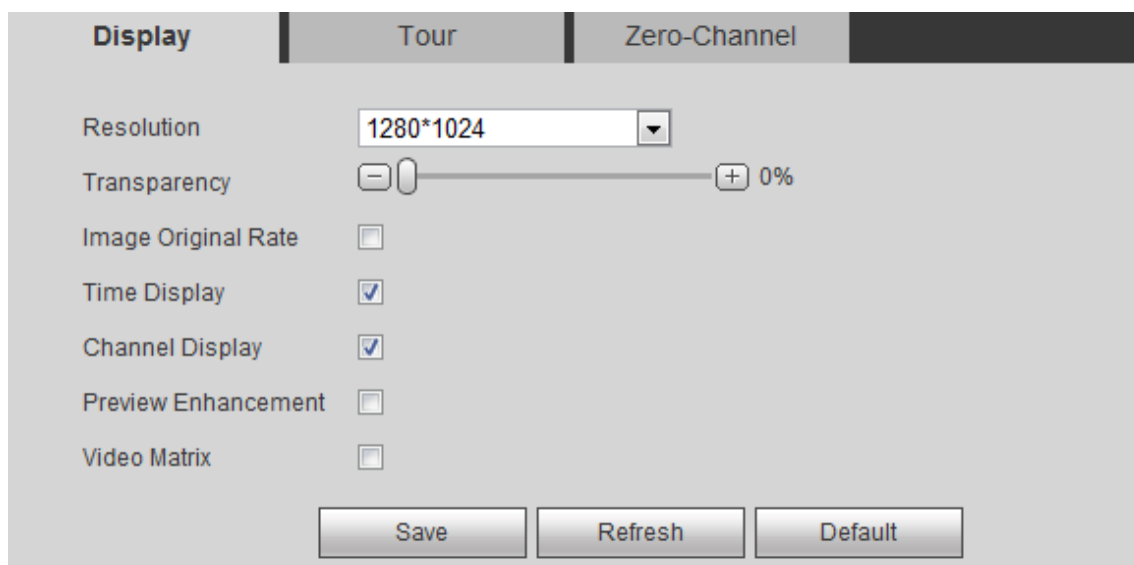 Display Tour Zero-Channel
Resolution 1280*1024
Transparency 0%
Image Original Rate
Time Display
Channel Display
Preview Enhancement
Video Matrix
Save Refresh Default